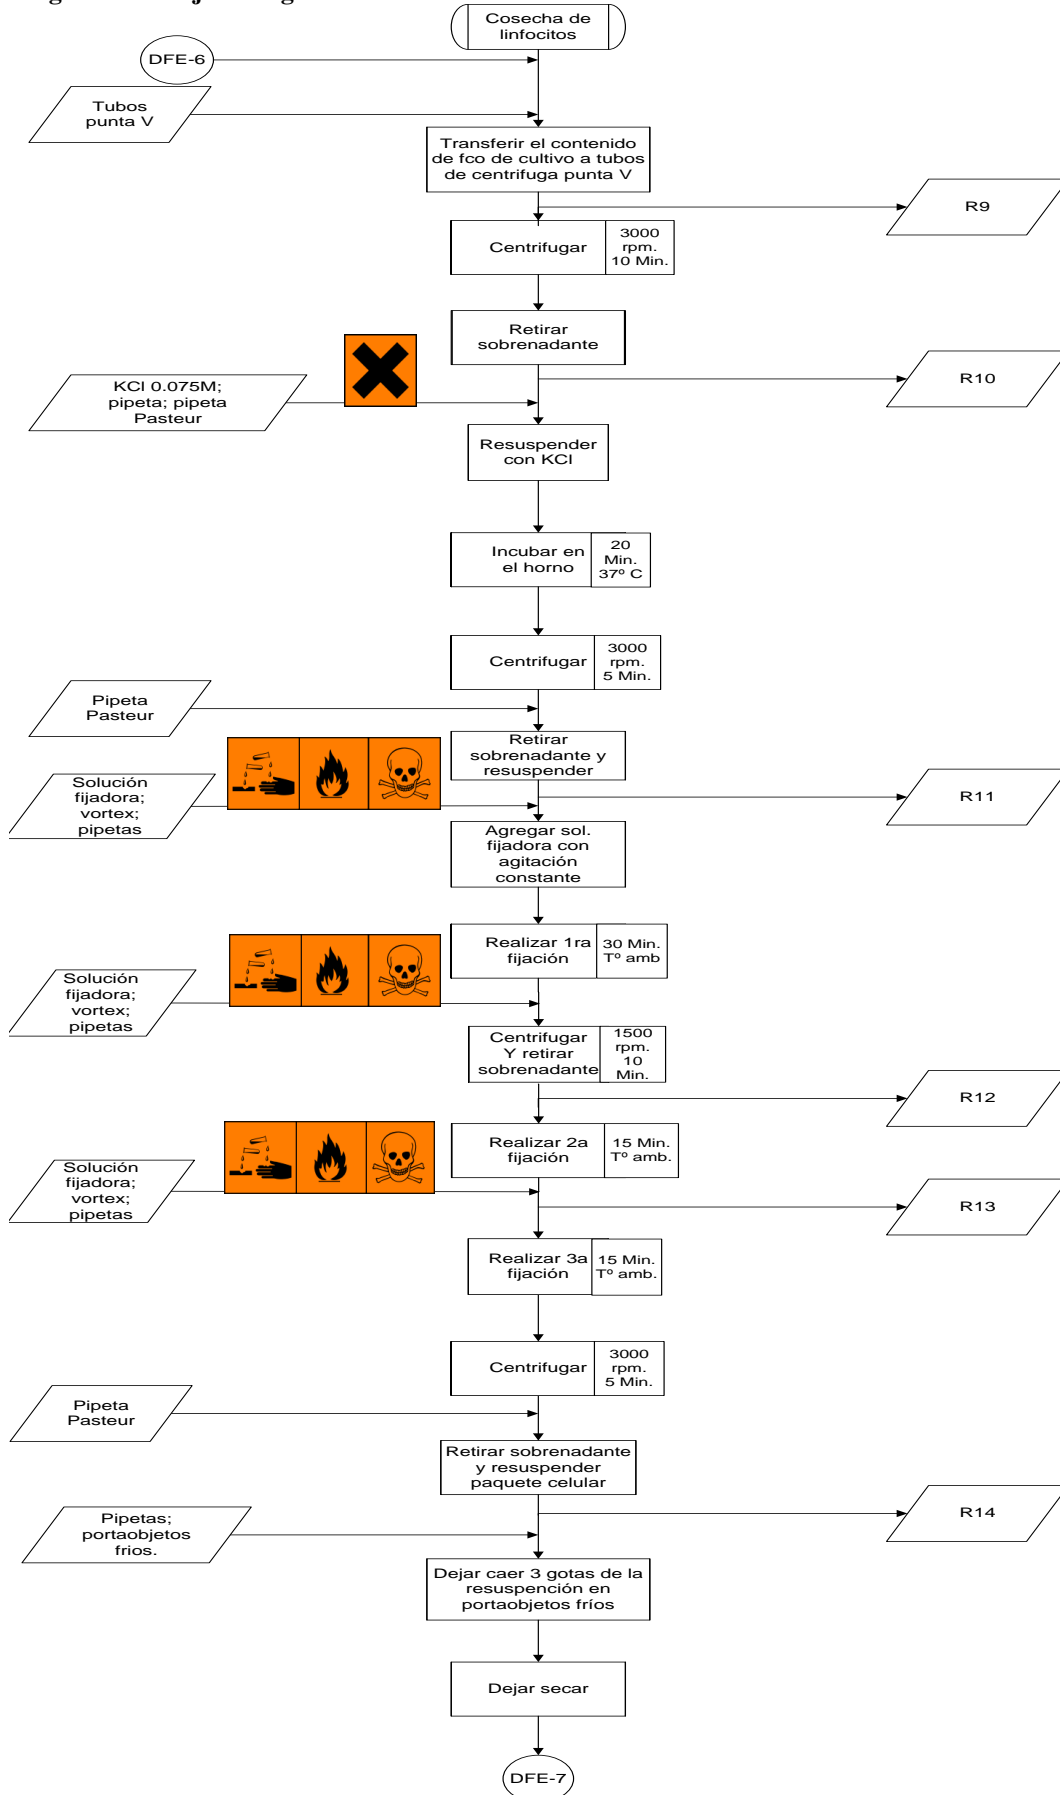 Cosecha de
linfocitos
DFE-6
Tubos
punta V
Transferir el contenido
de fco de cultivo a tubos
de centrifuga punta V
R9
Centrifugar
3000
rpm.
10 Min.
Retirar
sobrenadante
R10
KCl 0.075M;
pipeta; pipeta
Pasteur
Resuspender
con KCl
Incubar en
el horno
20
Min.
37º C
Centrifugar
3000
rpm.
5 Min.
Pipeta
Pasteur
Retirar
sobrenadante y
resuspender
Solución
fijadora;
vortex;
pipetas
R11
Agregar sol.
fijadora con
agitación
constante
Realizar 1ra
fijación
30 Min.
Tº amb
Solución
fijadora;
vortex;
pipetas
Centrifugar
Y retirar
sobrenadante
1500
rpm.
10
Min.
R12
Realizar 2a
fijación
15 Min.
Tº amb.
Solución
fijadora;
vortex;
pipetas
R13
Realizar 3a
fijación
15 Min.
Tº amb.
Centrifugar
3000
rpm.
5 Min.
Pipeta
Pasteur
Retirar sobrenadante
y resuspender
paquete celular
R14
Pipetas;
portaobjetos
frios.
Dejar caer 3 gotas de la
resuspención en
portaobjetos fríos
Dejar secar
DFE-7